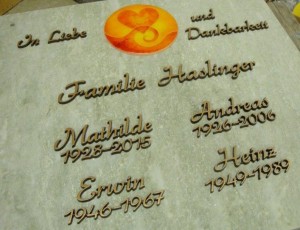 In Liebe und Dankbarkeit
Familie Haslinger
Mathilde
1928-2015
Andreas
1926-2006
Erwin
1946-1967
Heinz
1949-1989